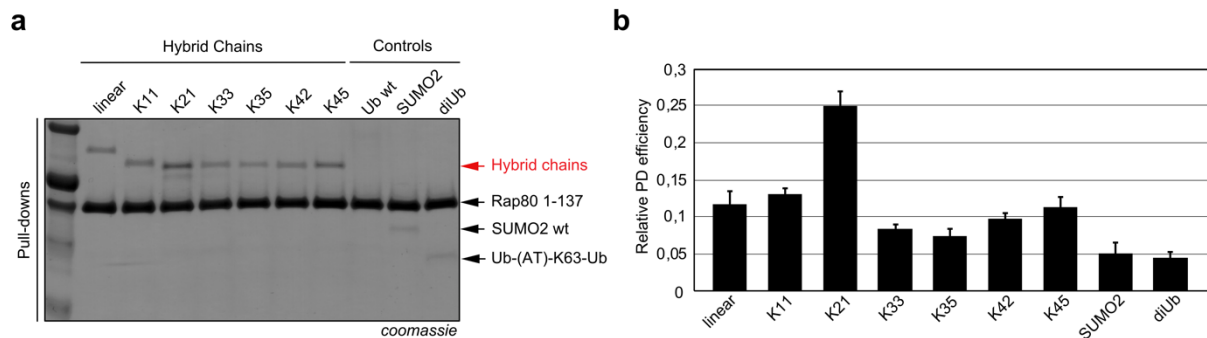 a
Hybrid Chains
Controls
linear
K11
K21
K33
K35
K42
K45
Ub wt
SUMO2
diUb
Pull-downs
Hybrid chains
Rap80 1-137
SUMO2 wt
Ub-(AT)-K63-Ub
coomassie
b
Relative PD efficiency
0,3
0,25
0,2
0,15
0,1
0,05
0
linear
K11
K21
K33
K35
K42
K45
SUMO2
diUb